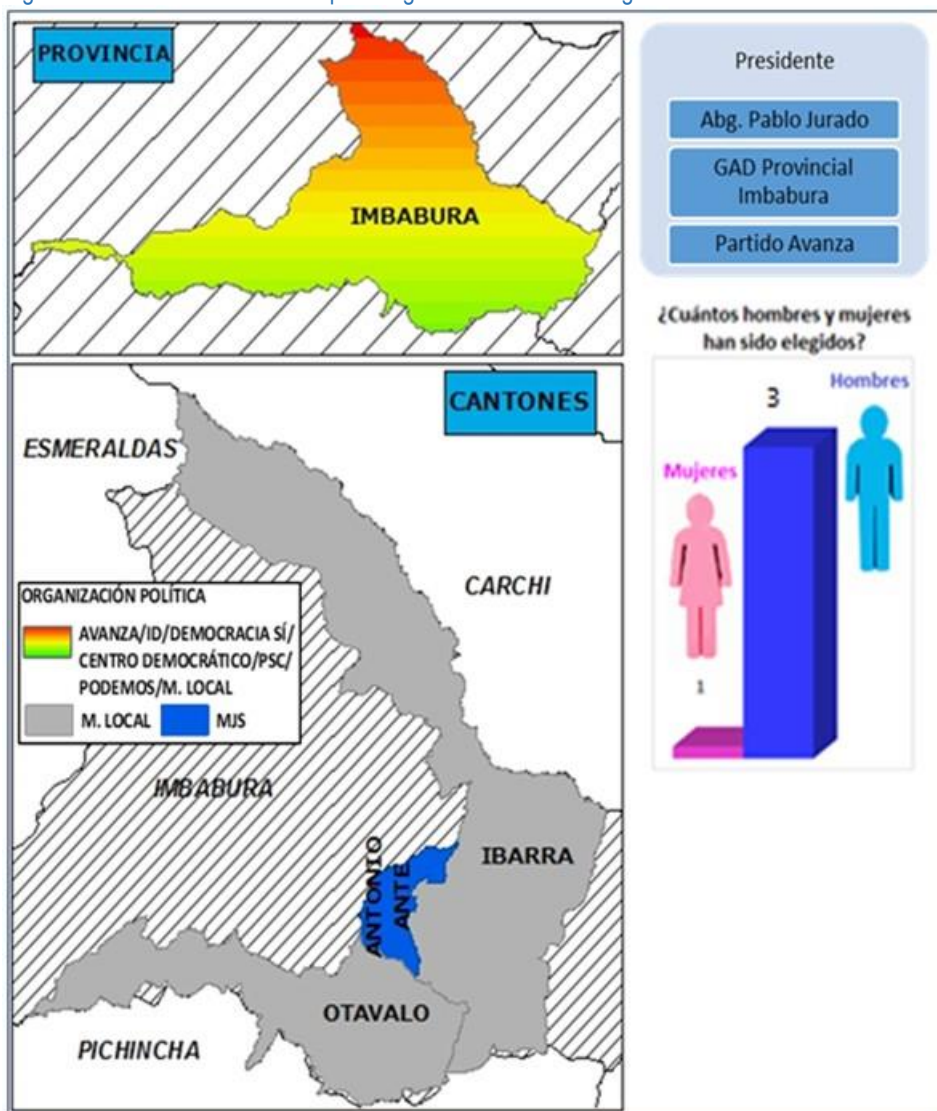 PROVINCIA
IMBABURA
Presidente
Abg. Pablo Jurado
GAD Provincial
Imbabura
Partido Avanza
¿Cuántos hombres y mujeres
han sido elegidos?
Hombres
3
Mujeres
1
CANTONES
ESMERALDAS
CARCHI
ORGANIZACIÓN POLÍTICA
AVANZA/ID/DEMOCRACIA SÍ/
CENTRO DEMOCRÁTICO/PSC/
PODEMOS/M. LOCAL
M. LOCAL
MJS
IMBABURA
IBARRA
ANTONIO
ANTE
OTAVALO
PICHINCHA